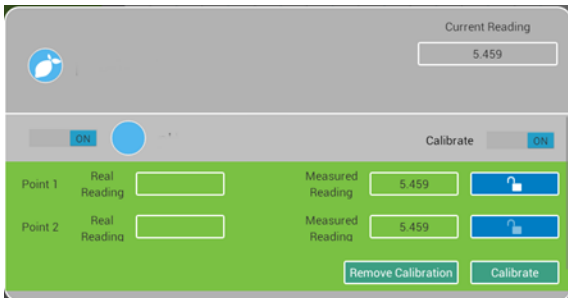 Current Reading
5.459
ON
Calibrate
ON
Point 1
Real
Reading
Measured
Reading
5.459
Point 2
Real
Reading
Measured
Reading
5.459
Remove Calibration
Calibrate